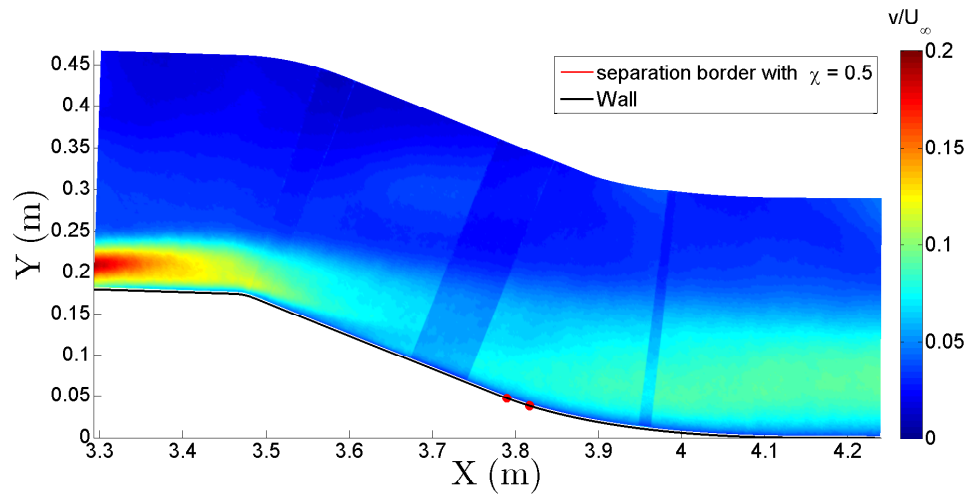 v/U∞
0.45
0.4
0.35
0.3
0.25
0.2
0.15
0.1
0.05
0
Y (m)
separation border with χ = 0.5
Wall
0.2
0.15
0.1
0.05
0
3.3 3.4 3.5 3.6 3.7 3.8 3.9 4 4.1 4.2
X (m)